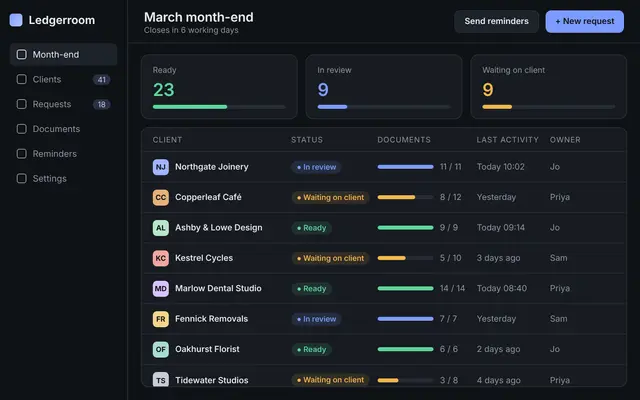 Ledgerroom
Month-end
Clients 41
Requests 18
Documents
Reminders
Settings
March month-end
Closes in 6 working days
Send reminders
+ New request
Ready
23
In review
9
Waiting on client
9
CLIENT STATUS DOCUMENTS LAST ACTIVITY OWNER
NJ Northgate Joinery In review 11 / 11 Today 10:02 Jo
CC Copperleaf Café Waiting on client 8 / 12 Yesterday Priya
AL Ashby & Lowe Design Ready 9 / 9 Today 09:14 Jo
KC Kestrel Cycles Waiting on client 5 / 10 3 days ago Sam
MD Marlow Dental Studio Ready 14 / 14 Today 08:40 Priya
FR Fennick Removals In review 7 / 7 Yesterday Sam
OF Oakhurst Florist Ready 6 / 6 2 days ago Jo
TS Tidewater Studios Waiting on client 3 / 8 4 days ago Priya